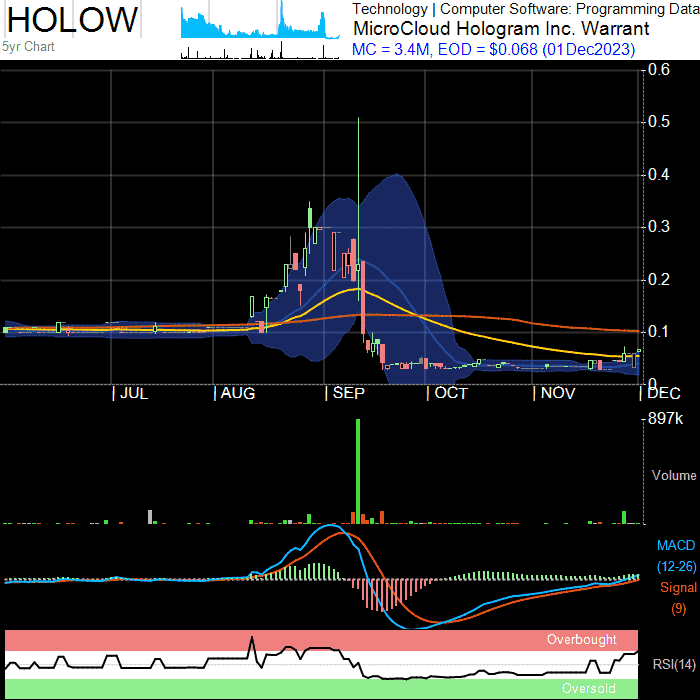 HOLOW
5yr Chart
Technology | Computer Software: Programming Data
MicroCloud Hologram Inc. Warrant
MC = 3.4M, EOD = $0.068 (01Dec2023)
0.6
0.5
0.4
0.3
0.2
0.1
0
JUL AUG SEP OCT NOV DEC
897k
Volume
MACD
(12-26)
Signal
(9)
Overbought
RSI(14)
Oversold